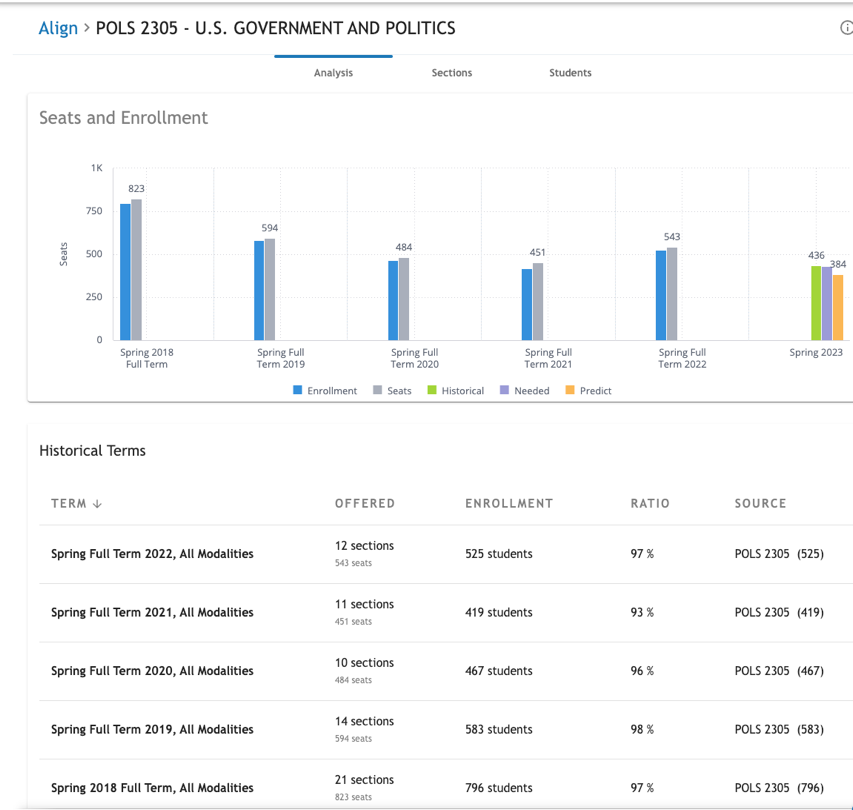 Align > POLS 2305 - U.S. GOVERNMENT AND POLITICS
Analysis Sections Students
Seats and Enrollment
1K
750
500
250
0
Seats
823
594
484
451
543
436
384
Spring 2018 Full Term
Spring Full Term 2019
Spring Full Term 2020
Spring Full Term 2021
Spring Full Term 2022
Spring 2023
Enrollment Seats Historical Needed Predict
Historical Terms
TERM ↓ OFFERED ENROLLMENT RATIO SOURCE
Spring Full Term 2022, All Modalities 12 sections 525 students 97 % POLS 2305 (525)
543 seats
Spring Full Term 2021, All Modalities 11 sections 419 students 93 % POLS 2305 (419)
451 seats
Spring Full Term 2020, All Modalities 10 sections 467 students 96 % POLS 2305 (467)
484 seats
Spring Full Term 2019, All Modalities 14 sections 583 students 98 % POLS 2305 (583)
594 seats
Spring 2018 Full Term, All Modalities 21 sections 796 students 97 % POLS 2305 (796)
823 seats